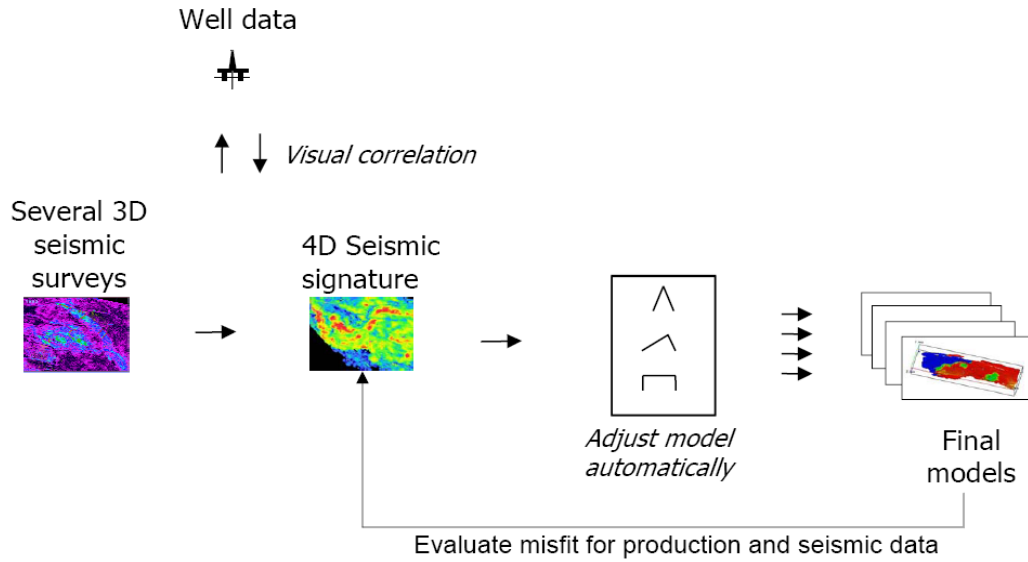 Well data
Visual correlation
Several 3D
seismic
surveys
4D Seismic
signature
Adjust model
automatically
Final
models
Evaluate misfit for production and seismic data